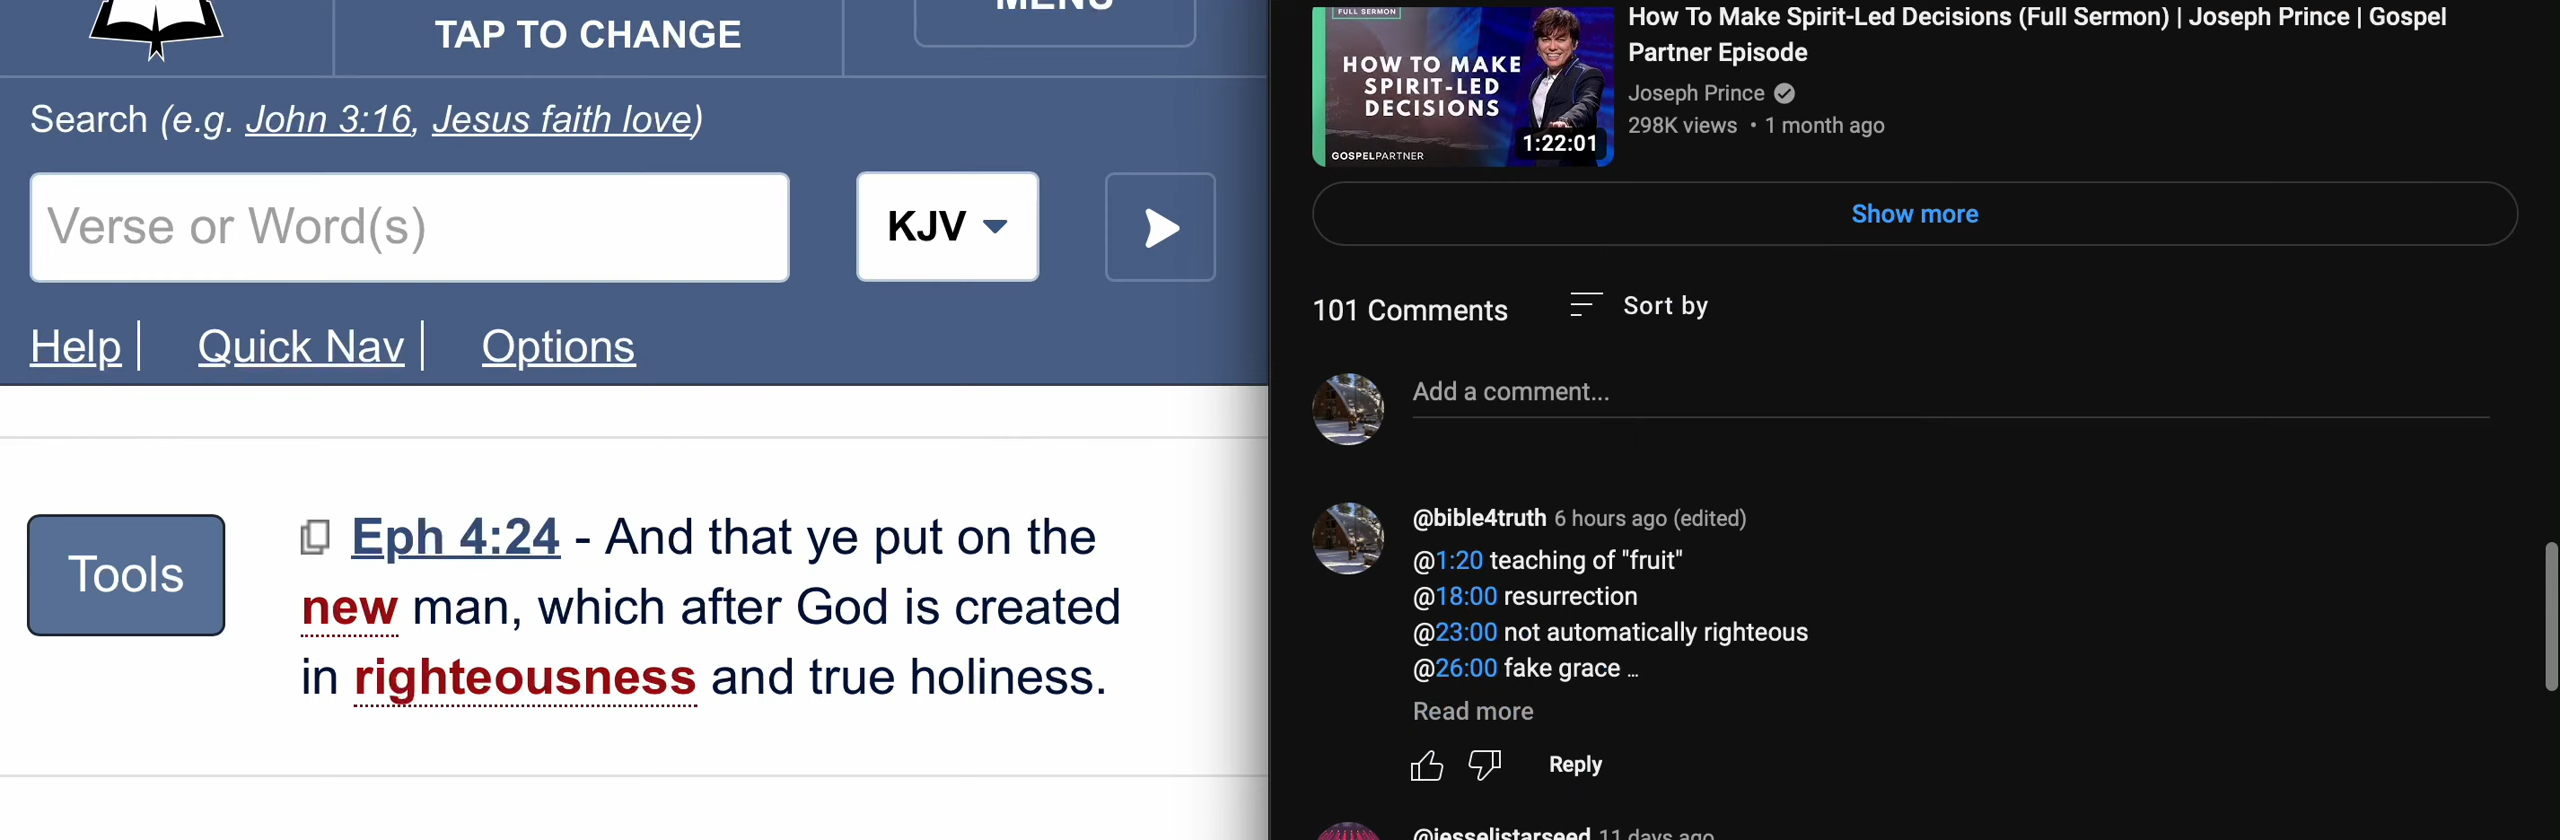 MENU
TAP TO CHANGE
Search (e.g. John 3:16, Jesus faith love)
Verse or Word(s)
KJV
Help
Quick Nav
Options
Tools
Eph 4:24 - And that ye put on the
new man, which after God is created
in righteousness and true holiness.
FULL SERMON
HOW TO MAKE
SPIRIT-LED
DECISIONS
1:22:01
GOSPELPARTNER
How To Make Spirit-Led Decisions (Full Sermon) | Joseph Prince | Gospel
Partner Episode
Joseph Prince
298K views • 1 month ago
Show more
101 Comments
Sort by
Add a comment...
@bible4truth 6 hours ago (edited)
@1:20 teaching of "fruit"
@18:00 resurrection
@23:00 not automatically righteous
@26:00 fake grace ...
Read more
Reply
@jesselistarseed 11 days ago